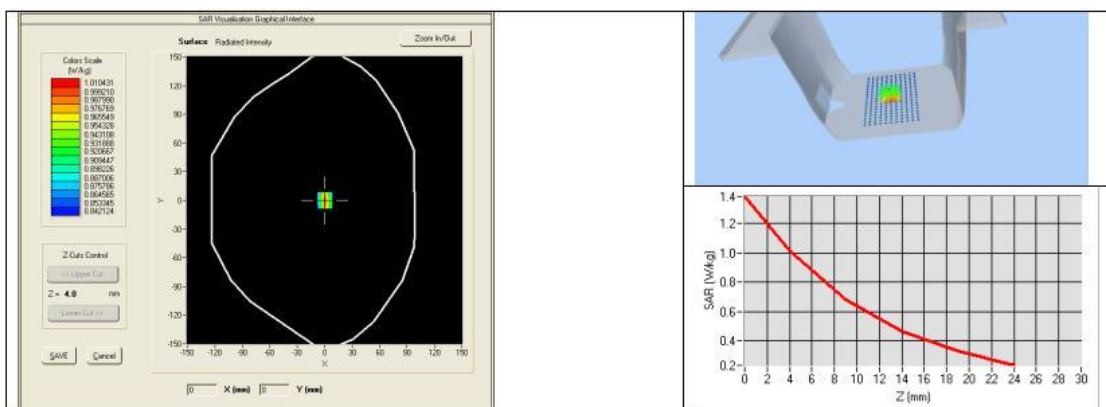 SAR Visualisation Graphical Interface
Surface Radiated Intensity
Zoom In/Out
Colors Scale
(W/kg)
1.010431
0.999210
0.987990
0.976769
0.965549
0.954328
0.943108
0.931888
0.920667
0.909447
0.898226
0.887006
0.875786
0.864565
0.853345
0.842124
150
120
90
60
30
0
-30
-60
-90
-120
-150
Y
-150 -120 -90 -60 -30 0 30 60 90 120 150
X
Z-Cuts Control
<< Upper Cut
Z = 4.0 mm
Lower Cut >>
SAVE Cancel
0 X (mm) 0 Y (mm)
1.4
1.2
1.0
0.8
0.6
0.4
0.2
SAR (W/kg)
0 2 4 6 8 10 12 14 16 18 20 22 24 26 28 30
Z (mm)